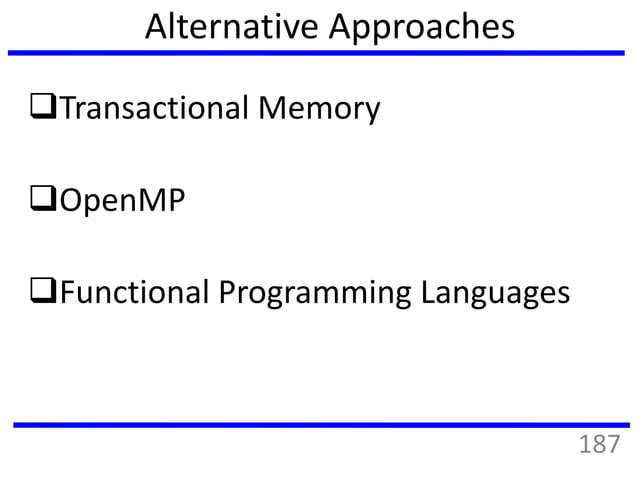 Alternative Approaches
❑Transactional Memory
❑OpenMP
❑Functional Programming Languages
187